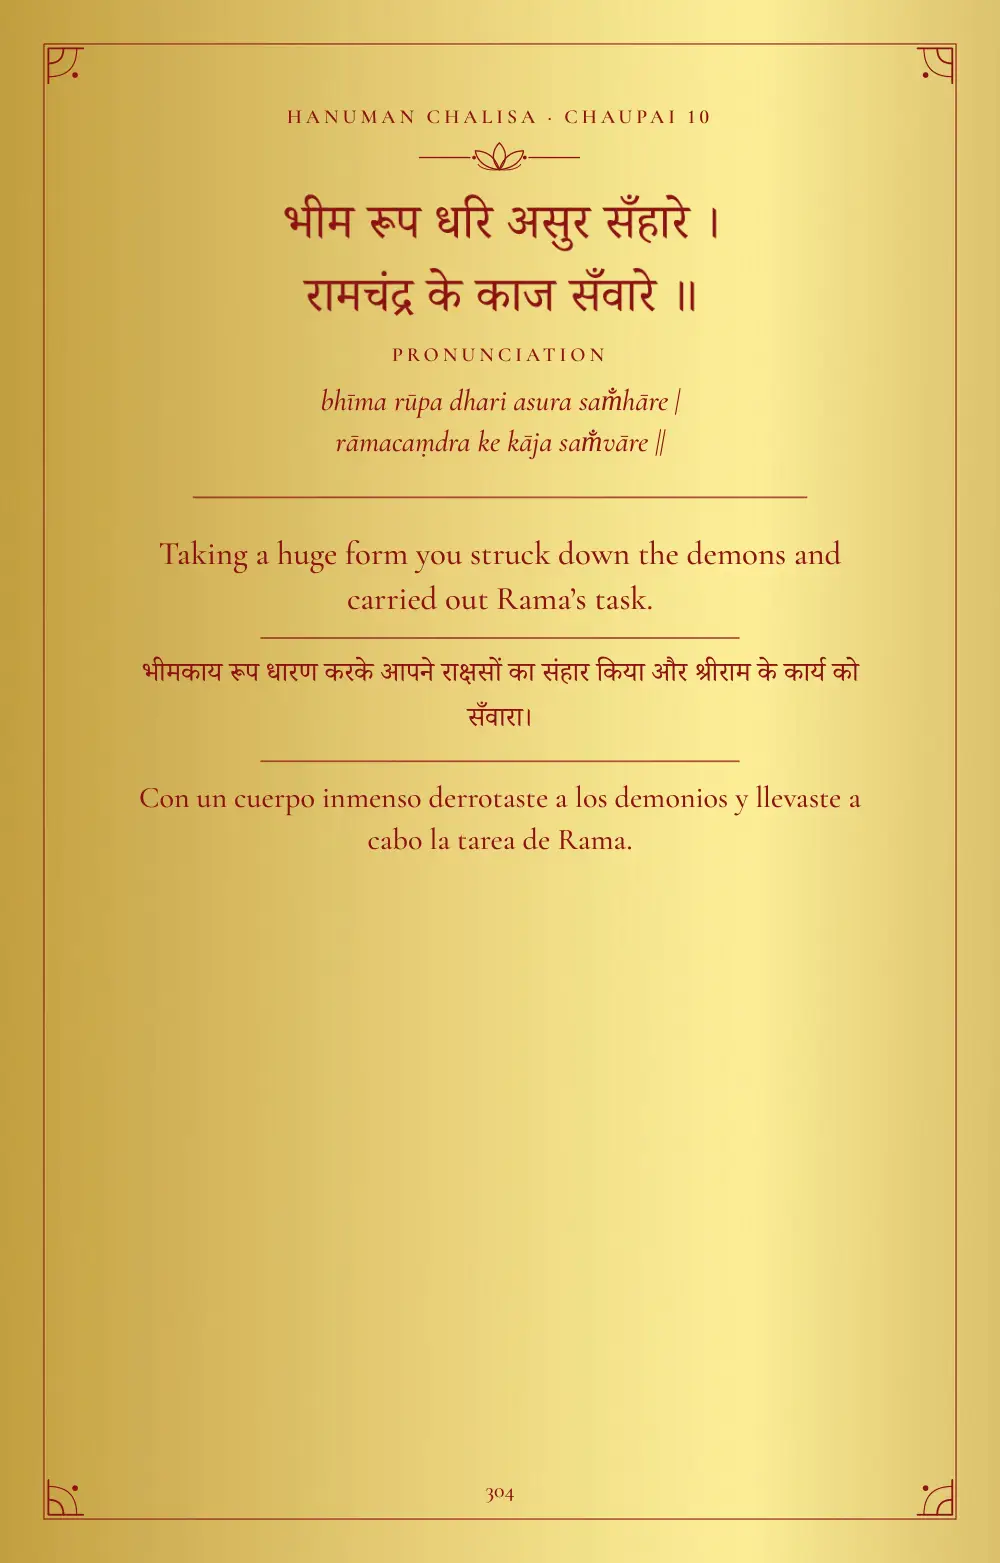 HANUMAN CHALISA · CHAUPAI 10
भीम रूप धरि असुर सँहारे ।
रामचंद्र के काज सँवारे ॥
PRONUNCIATION
bhīma rūpa dhari asura sam̐hāre |
rāmacaṃdra ke kāja sam̐vāre ||
Taking a huge form you struck down the demons and
carried out Rama’s task.
भीमकाय रूप धारण करके आपने राक्षसों का संहार किया और श्रीराम के कार्य को
सँवारा।
Con un cuerpo inmenso derrotaste a los demonios y llevaste a
cabo la tarea de Rama.
304